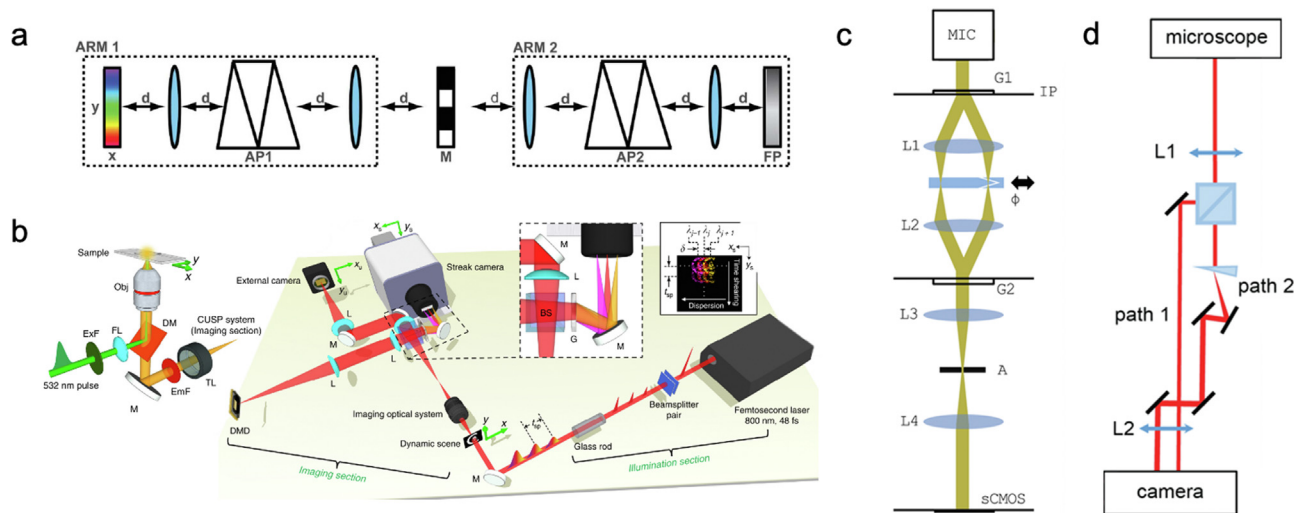 a
ARM 1
ARM 2
y
d
d
d
d
d
d
d
d
x
AP1
M
AP2
FP
b
Sample
y
x
Obj
ExF
FL
DM
CUSP system
(Imaging section)
532 nm pulse
M
EmF
TL
External camera
Streak camera
M
L
BS
G
M
Time shearing
Dispersion
L
M
L
L
DMD
Imaging optical system
Dynamic scene
y
x
M
Glass rod
Beamsplitter
pair
Femtosecond laser
800 nm, 48 fs
Imaging section
Illumination section
c
MIC
G1
IP
L1
ϕ
L2
G2
L3
A
L4
sCMOS
d
microscope
L1
path 2
path 1
L2
camera